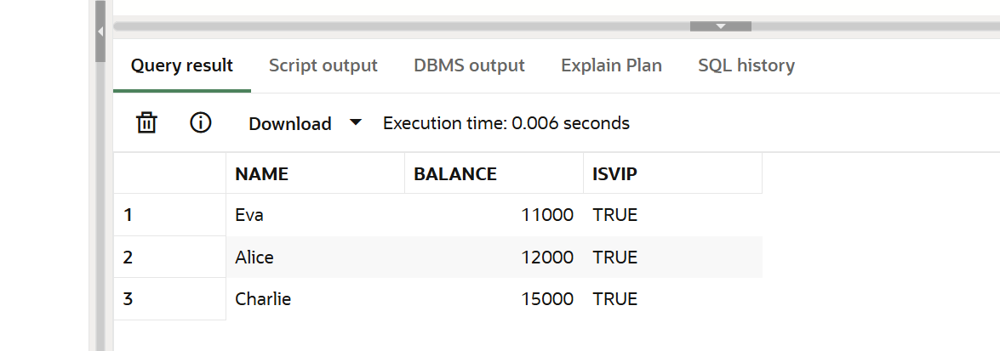 Query result Script output DBMS output Explain Plan SQL history
Download Execution time: 0.006 seconds
NAME BALANCE ISVIP
1 Eva 11000 TRUE
2 Alice 12000 TRUE
3 Charlie 15000 TRUE